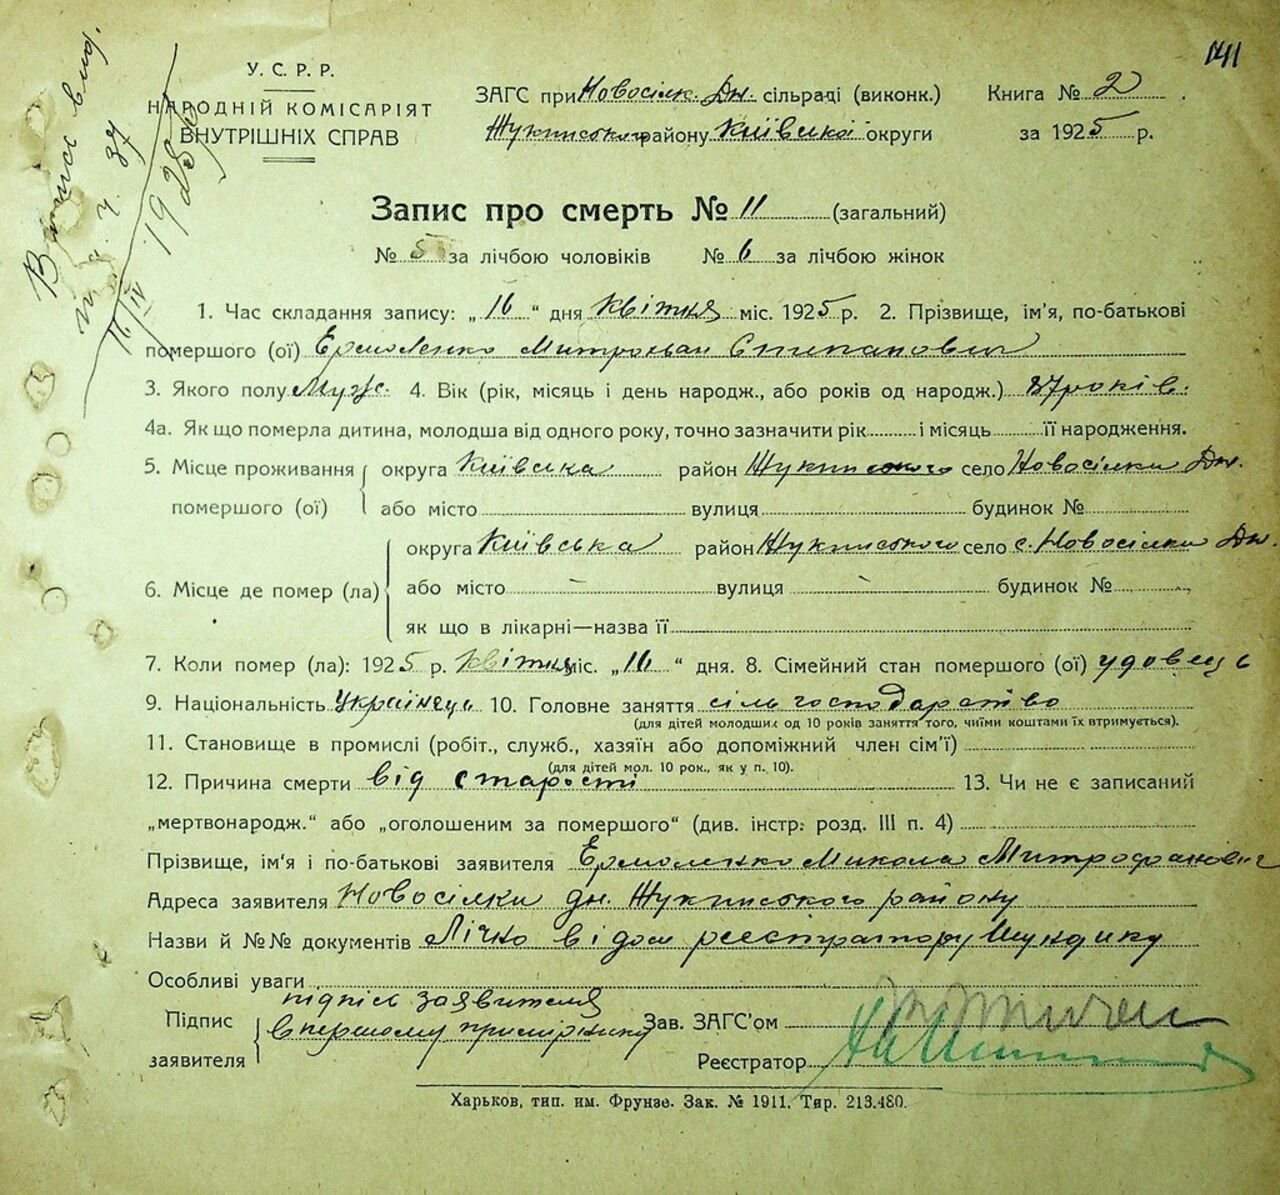 141
У. С. Р. Р.
НАРОДНІЙ КОМІСАРІЯТ
ВНУТРІШНІХ СПРАВ
ЗАГС при Новосілк. Дн. сільраді (виконк.) Книга № 2
Жукинського району Київської округи за 1925 р.
Запис про смерть № 11 (загальний)
№ 5 за лічбою чоловіків № 6 за лічбою жінок
1. Час складання запису: „16“ дня квітня міс. 1925 р. 2. Прізвище, ім'я, по-батькові
помершого (ої) Ермоленко Митрофан Степанович
3. Якого полу Муж. 4. Вік (рік, місяць і день народж., або років од народж.) 87 років.
4а. Як що померла дитина, молодша від одного року, точно зазначити рік і місяць її народження.
5. Місце проживання помершого (ої) округа Київська район Жукинського село Новосілки Дн.
або місто вулиця будинок №
6. Місце де помер (ла) округа Київська район Жукинського село с. Новосілки Дн.
або місто – вулиця – будинок №
як що в лікарні—назва її
7. Коли помер (ла): 1925 р. квітня міс. „16“ дня. 8. Сімейний стан помершого (ої) удовець
9. Національність Українець 10. Головне заняття сільгосподарство
(для дітей молодших од 10 років заняття того, чиїми коштами їх втримується).
11. Становище в промислі (робіт., служб., хазяїн або допоміжний член сім'ї)
(для дітей мол. 10 рок., як у п. 10).
12. Причина смерти від старості 13. Чи не є записаний
„мертвонародж.“ або „оголошеним за помершого“ (див. інстр. розд. III п. 4)
Прізвище, ім'я і по-батькові заявителя Ермоленко Микола Митрофанович
Адреса заявителя Новосілки дн. Жукинського району
Назви й №№ документів Лічко відом реєстратору
Особливі уваги
Підпис заявителя підпісь заявителя
в першому примірнику
Зав. ЗАГС'ом
Реєстратор
Харьков, тип. им. Фрунзе. Зак. № 1911. Тир. 213.480.